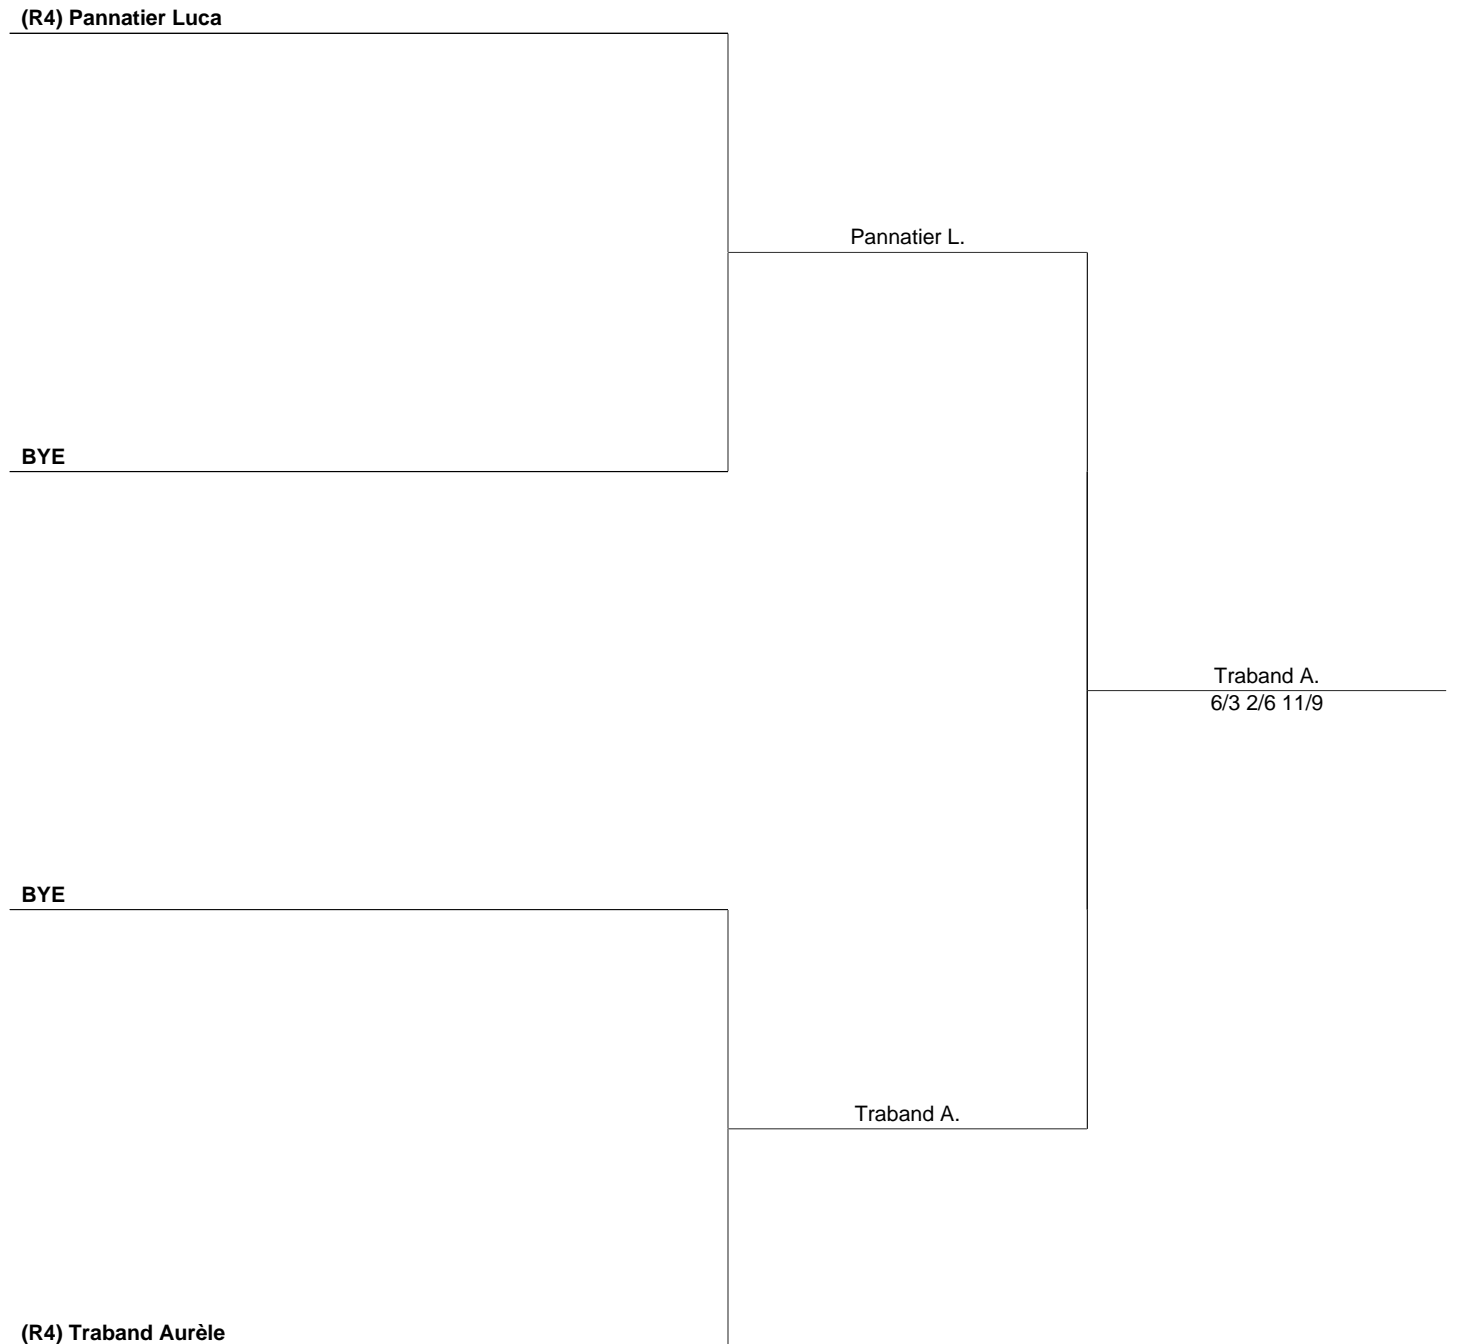 (R4) Pannatier Luca
Pannatier L.
BYE
Traband A.
6/3 2/6 11/9
BYE
Traband A.
(R4) Traband Aurèle